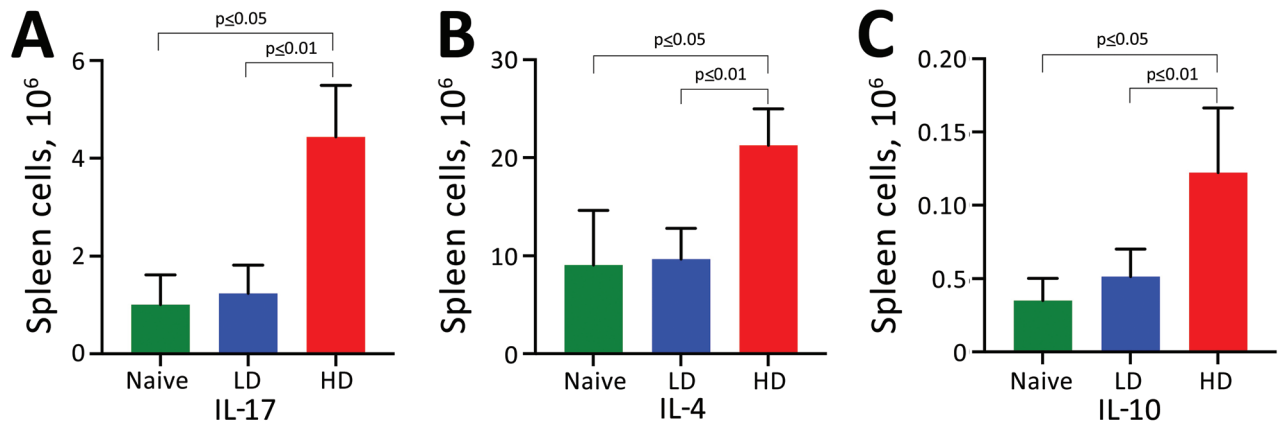 A
p≤0.05
p≤0.01
Spleen cells, 10⁶
6
4
2
0
Naive LD HD
IL-17
B
p≤0.05
p≤0.01
Spleen cells, 10⁶
30
20
10
0
Naive LD HD
IL-4
C
p≤0.05
p≤0.01
Spleen cells, 10⁶
0.20
0.15
0.10
0.5
0
Naive LD HD
IL-10